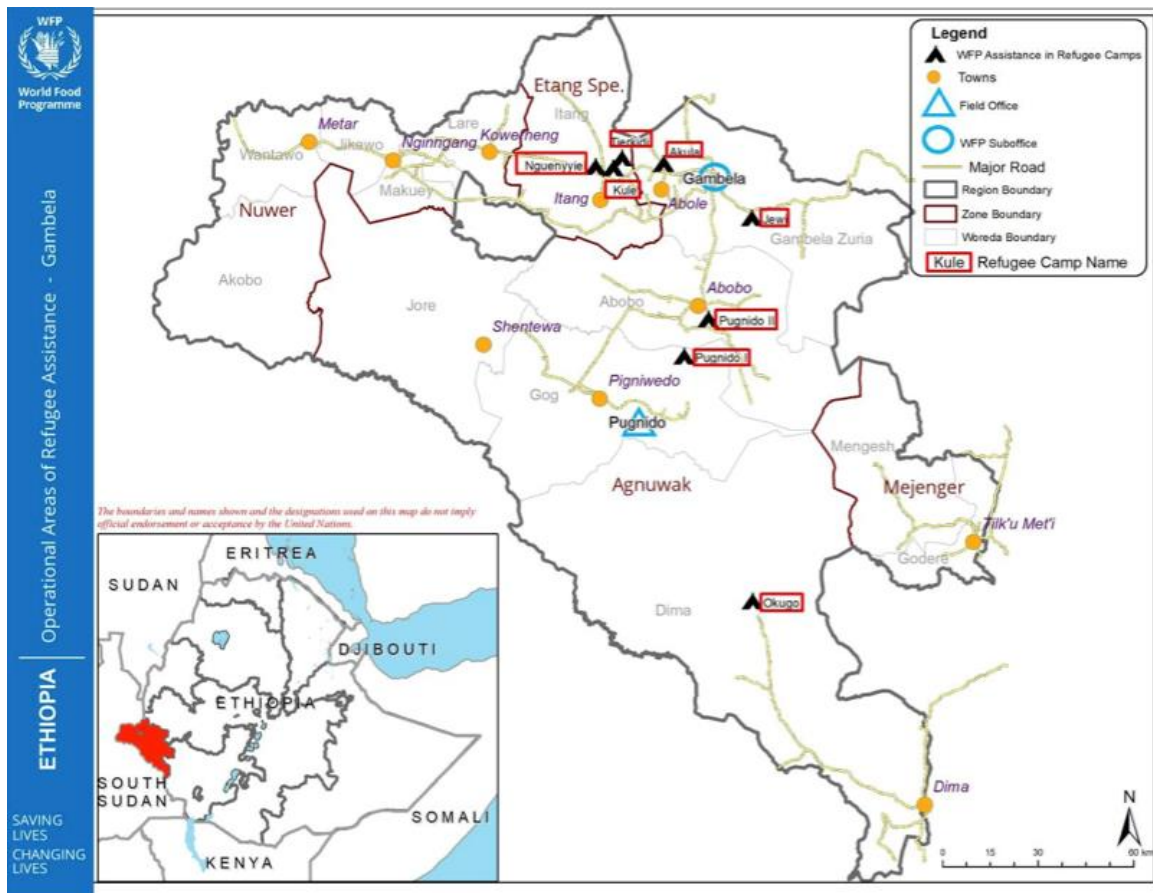 WFP
World Food
Programme
ETHIOPIA | Operational Areas of Refugee Assistance - Gambela
SAVING
LIVES
CHANGING
LIVES
Legend
WFP Assistance in Refugee Camps
Towns
Field Office
WFP Suboffice
Major Road
Region Boundary
Zone Boundary
Woreda Boundary
Kule Refugee Camp Name
Etang Spe.
Itang
Metar
Lare
Kowerneng
Nginngang
Jikawo
Wantawo
Makuey
Nguenyyile
Akula
Gambela
Kule
Itang
Abole
Jewi
Gambela Zuria
Nuwer
Akobo
Jore
Abobo
Abobo
Pugnido II
Shentewa
Pugnido I
Pigniwedo
Gog
Pugnido
Agnuwak
Mengesh
Mejenger
Tilk'u Met'i
Godere
Dima
Okugo
Dima
The boundaries and names shown and the designations used on this map do not imply
official endorsement or acceptance by the United Nations.
ERITREA
SUDAN
DJIBOUTI
ETHIOPIA
SOUTH
SUDAN
SOMALI
KENYA
N
0 15 30 60 km